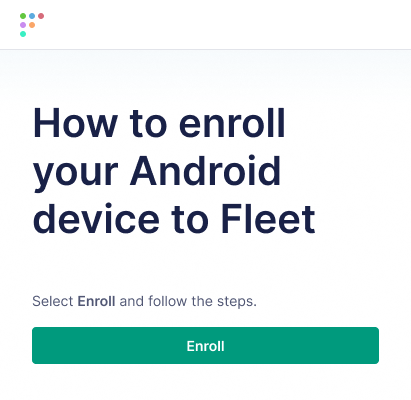 How to enroll
your Android
device to Fleet
Select Enroll and follow the steps.
Enroll